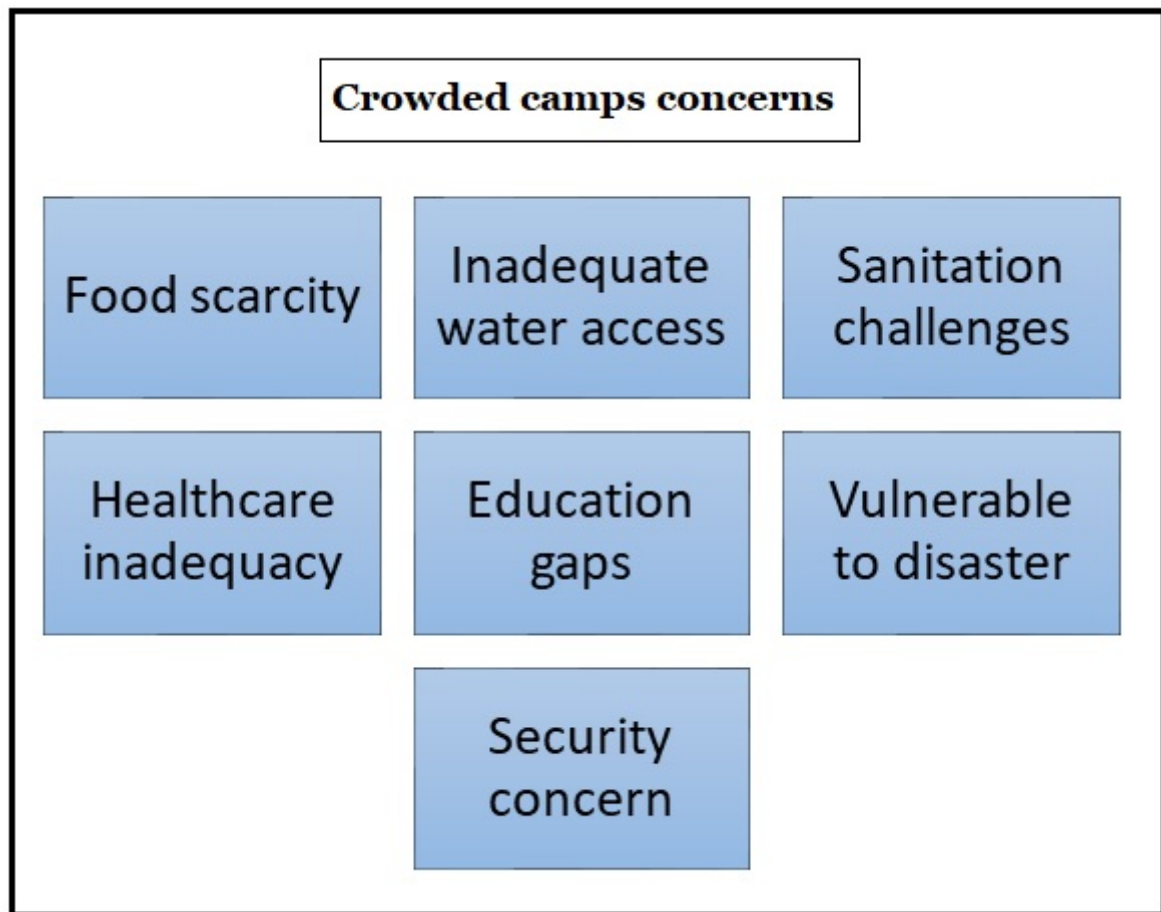 Crowded camps concerns
Food scarcity
Inadequate
water access
Sanitation
challenges
Healthcare
inadequacy
Education
gaps
Vulnerable
to disaster
Security
concern